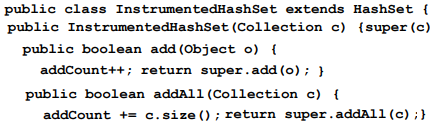 public class InstrumentedHashSet extends HashSet {
public InstrumentedHashSet(Collection c) {super(c)
public boolean add(Object o) {
addCount++; return super.add(o); }
public boolean addAll(Collection c) {
addCount += c.size(); return super.addAll(c);}